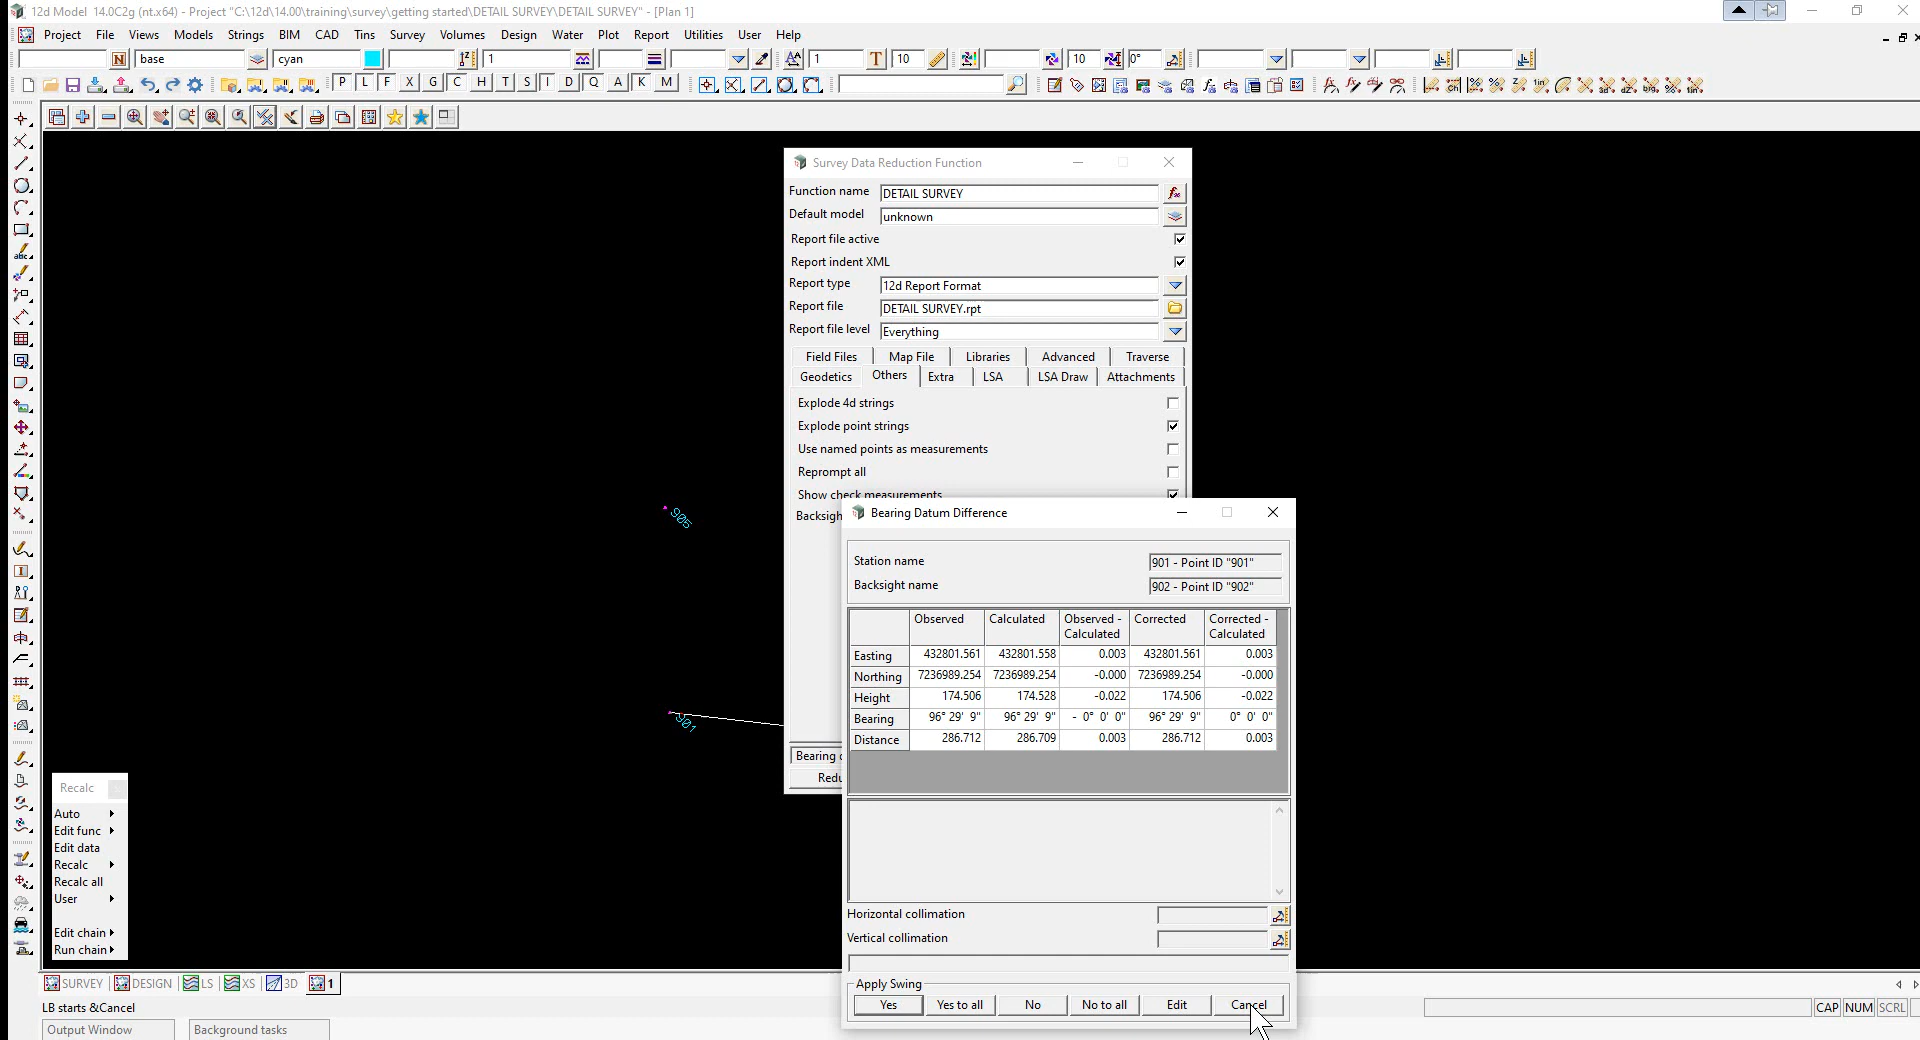 12d Model 14.0C2g (nt.x64) - Project "C:\12d\14.00\training\survey\getting started\DETAIL SURVEY\DETAIL SURVEY" - [Plan 1]
Project File Views Models Strings BIM CAD Tins Survey Volumes Design Water Plot Report Utilities User Help
base cyan 1 1 10 10 0°
P L F X G C H T S I D Q A K M
Survey Data Reduction Function
Function name DETAIL SURVEY
Default model unknown
Report file active
Report indent XML
Report type 12d Report Format
Report file DETAIL SURVEY.rpt
Report file level Everything
Field Files Map File Libraries Advanced Traverse
Geodetics Others Extra LSA LSA Draw Attachments
Explode 4d strings
Explode point strings
Use named points as measurements
Reprompt all
Show check measurements
Backsigh
Bearing
Redu
905
901
Bearing Datum Difference
Station name 901 - Point ID "901"
Backsight name 902 - Point ID "902"
Observed Calculated Observed - Calculated Corrected Corrected - Calculated
Easting 432801.561 432801.558 0.003 432801.561 0.003
Northing 7236989.254 7236989.254 -0.000 7236989.254 -0.000
Height 174.506 174.528 -0.022 174.506 -0.022
Bearing 96° 29' 9" 96° 29' 9" - 0° 0' 0" 96° 29' 9" 0° 0' 0"
Distance 286.712 286.709 0.003 286.712 0.003
Horizontal collimation
Vertical collimation
Apply Swing
Yes Yes to all No No to all Edit Cancel
Recalc
Auto
Edit func
Edit data
Recalc
Recalc all
User
Edit chain
Run chain
SURVEY DESIGN LS XS 3D 1
LB starts &Cancel
CAP NUM SCRL
Output Window Background tasks